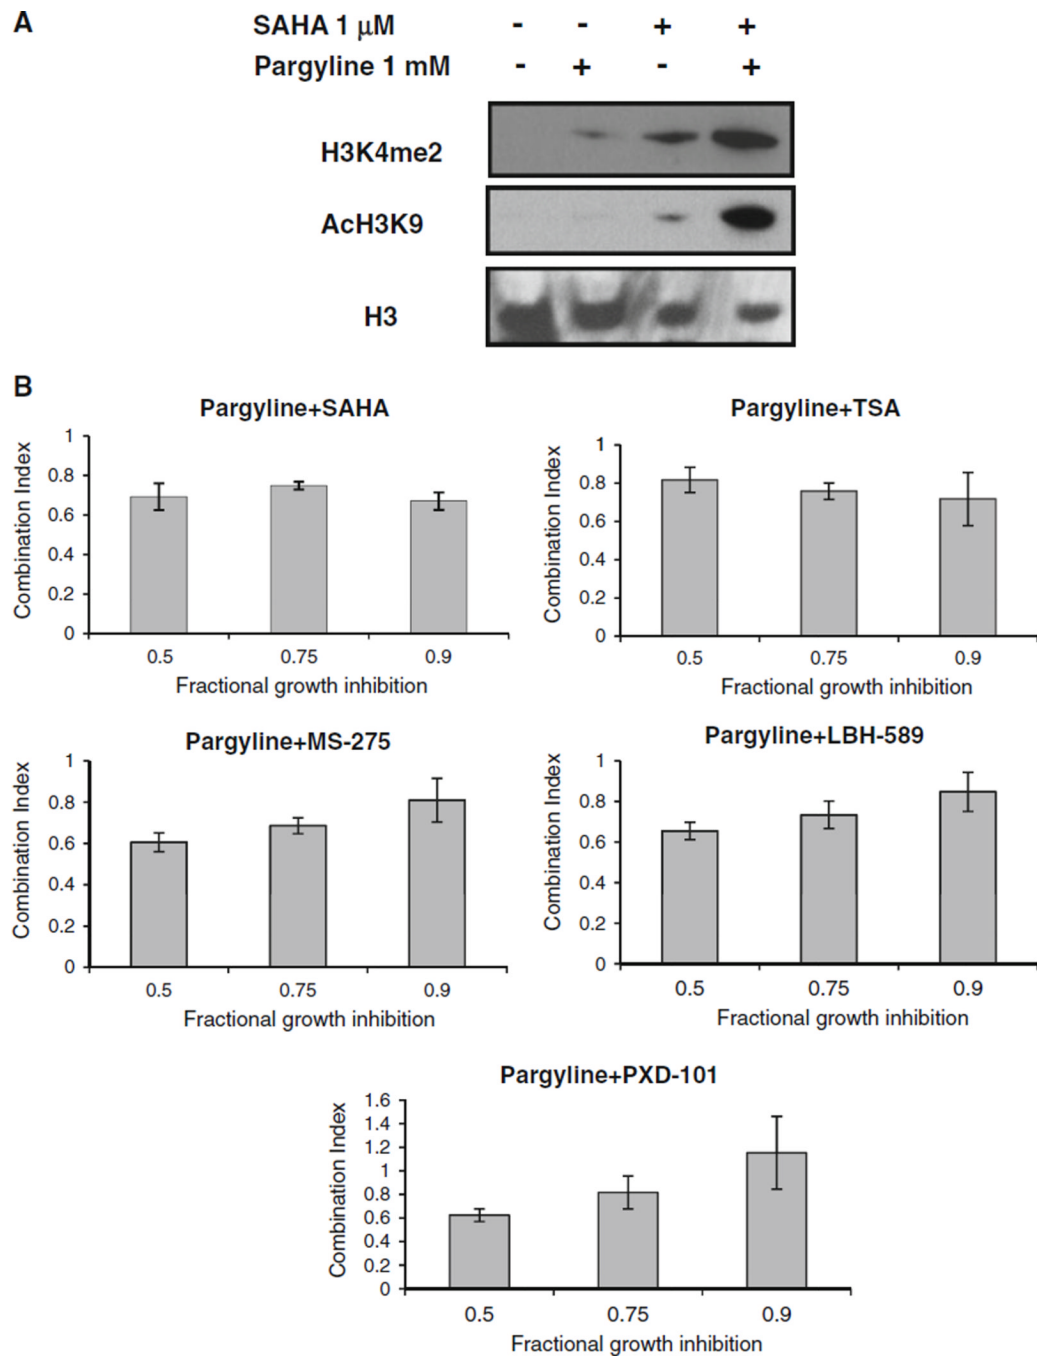 A
SAHA 1 μM - - + +
Pargyline 1 mM - + - +
H3K4me2
AcH3K9
H3
B
Pargyline+SAHA
Combination Index
1
0.8
0.6
0.4
0.2
0
0.5 0.75 0.9
Fractional growth inhibition
Pargyline+TSA
Combination Index
1
0.8
0.6
0.4
0.2
0
0.5 0.75 0.9
Fractional growth inhibition
Pargyline+MS-275
Combination Index
1
0.8
0.6
0.4
0.2
0
0.5 0.75 0.9
Fractional growth inhibition
Pargyline+LBH-589
Combination Index
1
0.8
0.6
0.4
0.2
0
0.5 0.75 0.9
Fractional growth inhibition
Pargyline+PXD-101
Combination Index
1.6
1.4
1.2
1
0.8
0.6
0.4
0.2
0
0.5 0.75 0.9
Fractional growth inhibition